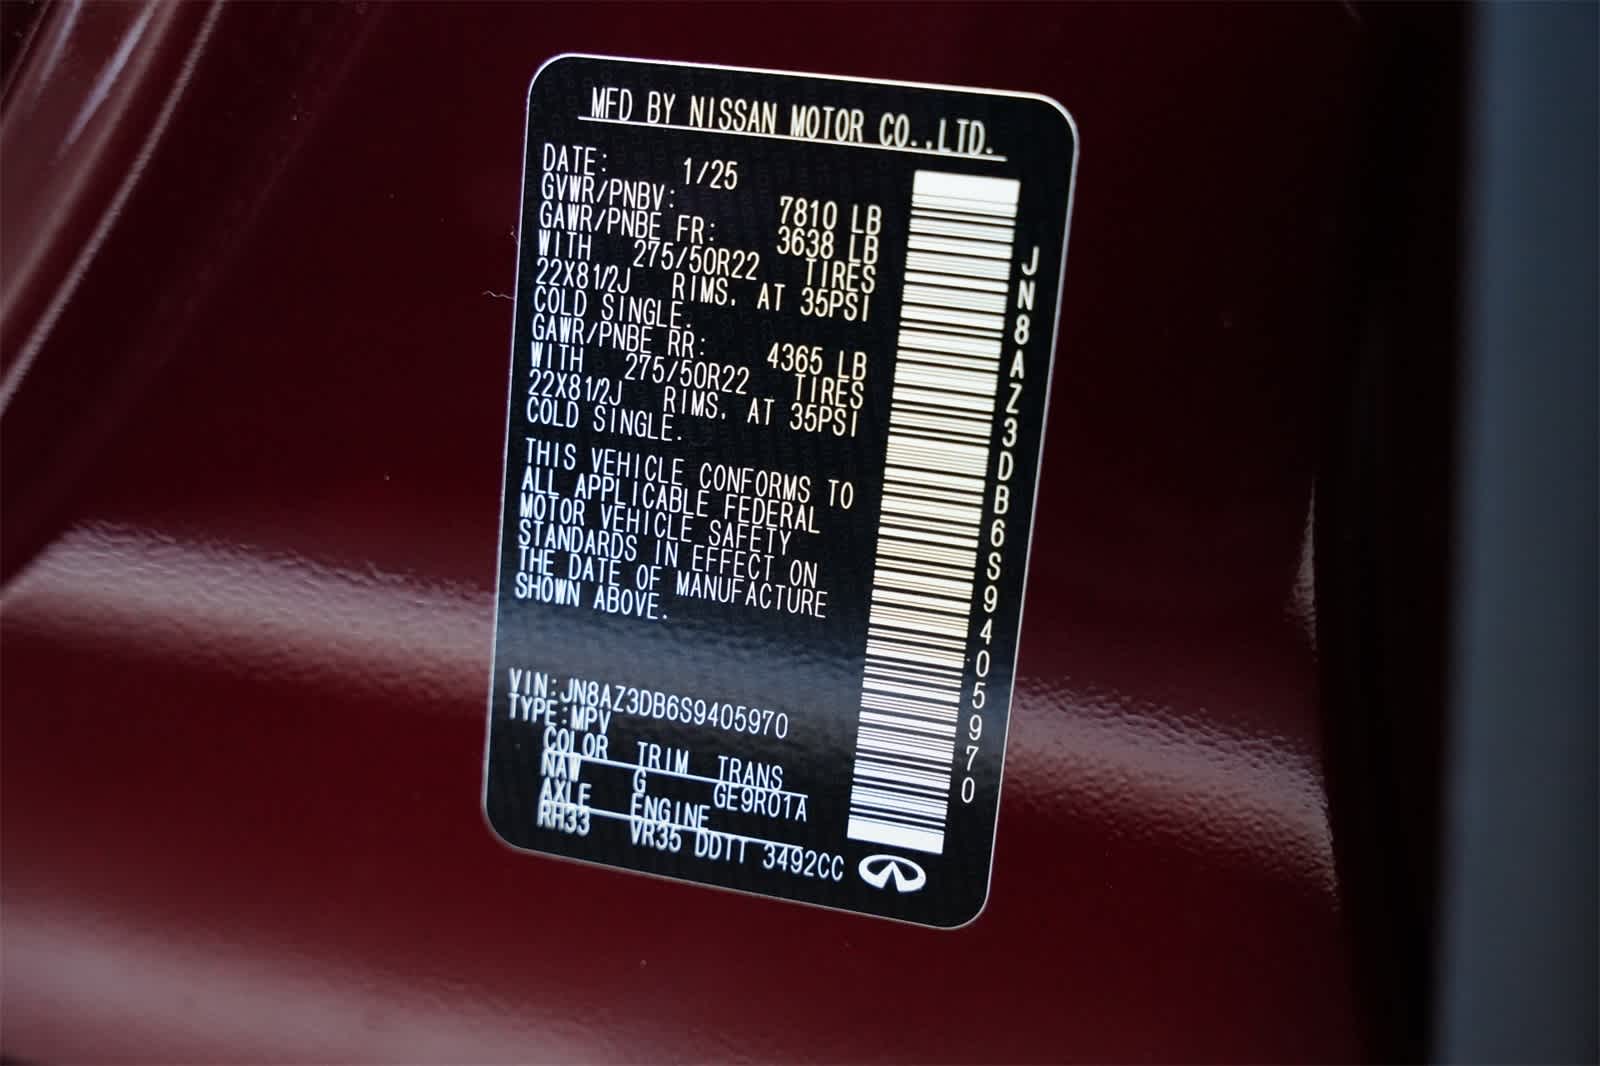 MFD BY NISSAN MOTOR CO.,LTD.
DATE: 1/25
GVWR/PNBV: 7810 LB
GAWR/PNBE FR: 3638 LB
WITH 275/50R22 TIRES
22X81/2J RIMS. AT 35PSI
COLD SINGLE.
GAWR/PNBE RR: 4365 LB
WITH 275/50R22 TIRES
22X81/2J RIMS. AT 35PSI
COLD SINGLE.
THIS VEHICLE CONFORMS TO
ALL APPLICABLE FEDERAL
MOTOR VEHICLE SAFETY
STANDARDS IN EFFECT ON
THE DATE OF MANUFACTURE
SHOWN ABOVE.
VIN:JN8AZ3DB6S9405970
TYPE:MPV
COLOR TRIM TRANS
NAW G GE9R01A
AXLE ENGINE
RH33 VR35 DDTT 3492CC
JN8AZ3DB6S9405970